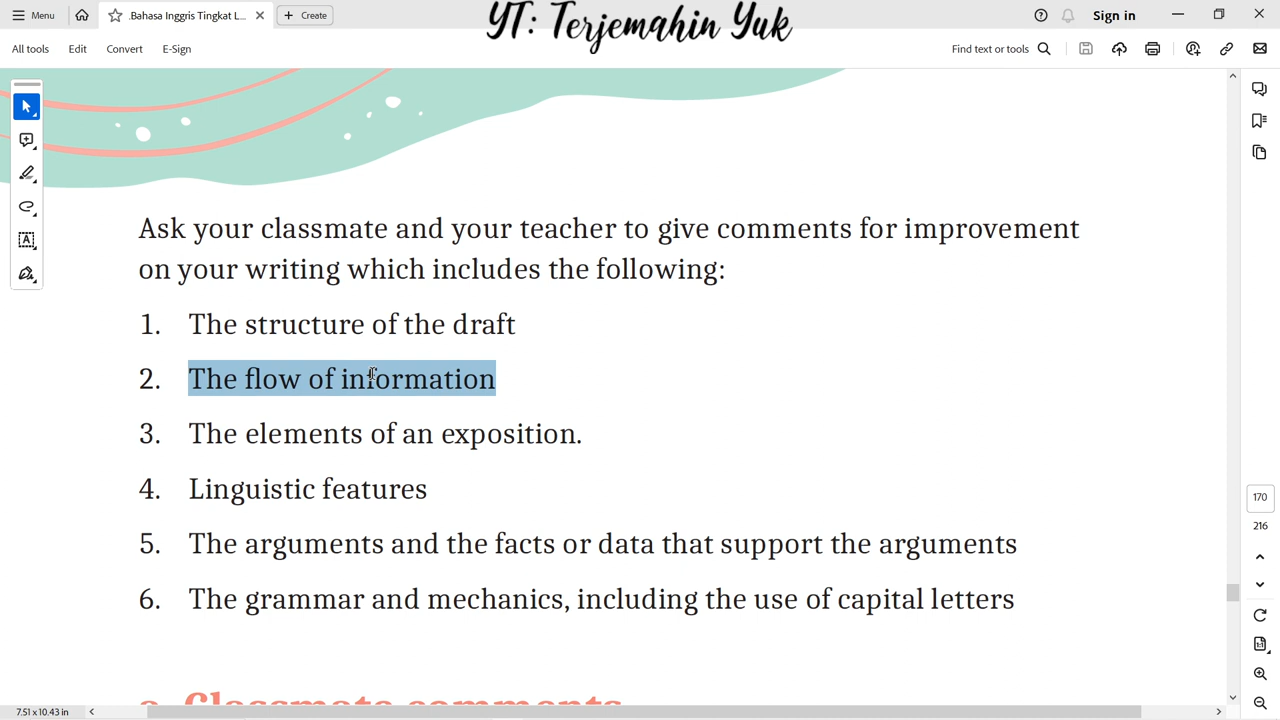 Menu
.Bahasa Inggris Tingkat L...
Create
YT: Terjemahin Yuk
Sign in
All tools
Edit
Convert
E-Sign
Find text or tools
Ask your classmate and your teacher to give comments for improvement
on your writing which includes the following:
1. The structure of the draft
2. The flow of information
3. The elements of an exposition.
4. Linguistic features
5. The arguments and the facts or data that support the arguments
6. The grammar and mechanics, including the use of capital letters
170
216
a. Classmate comments
7.51 x 10.43 in